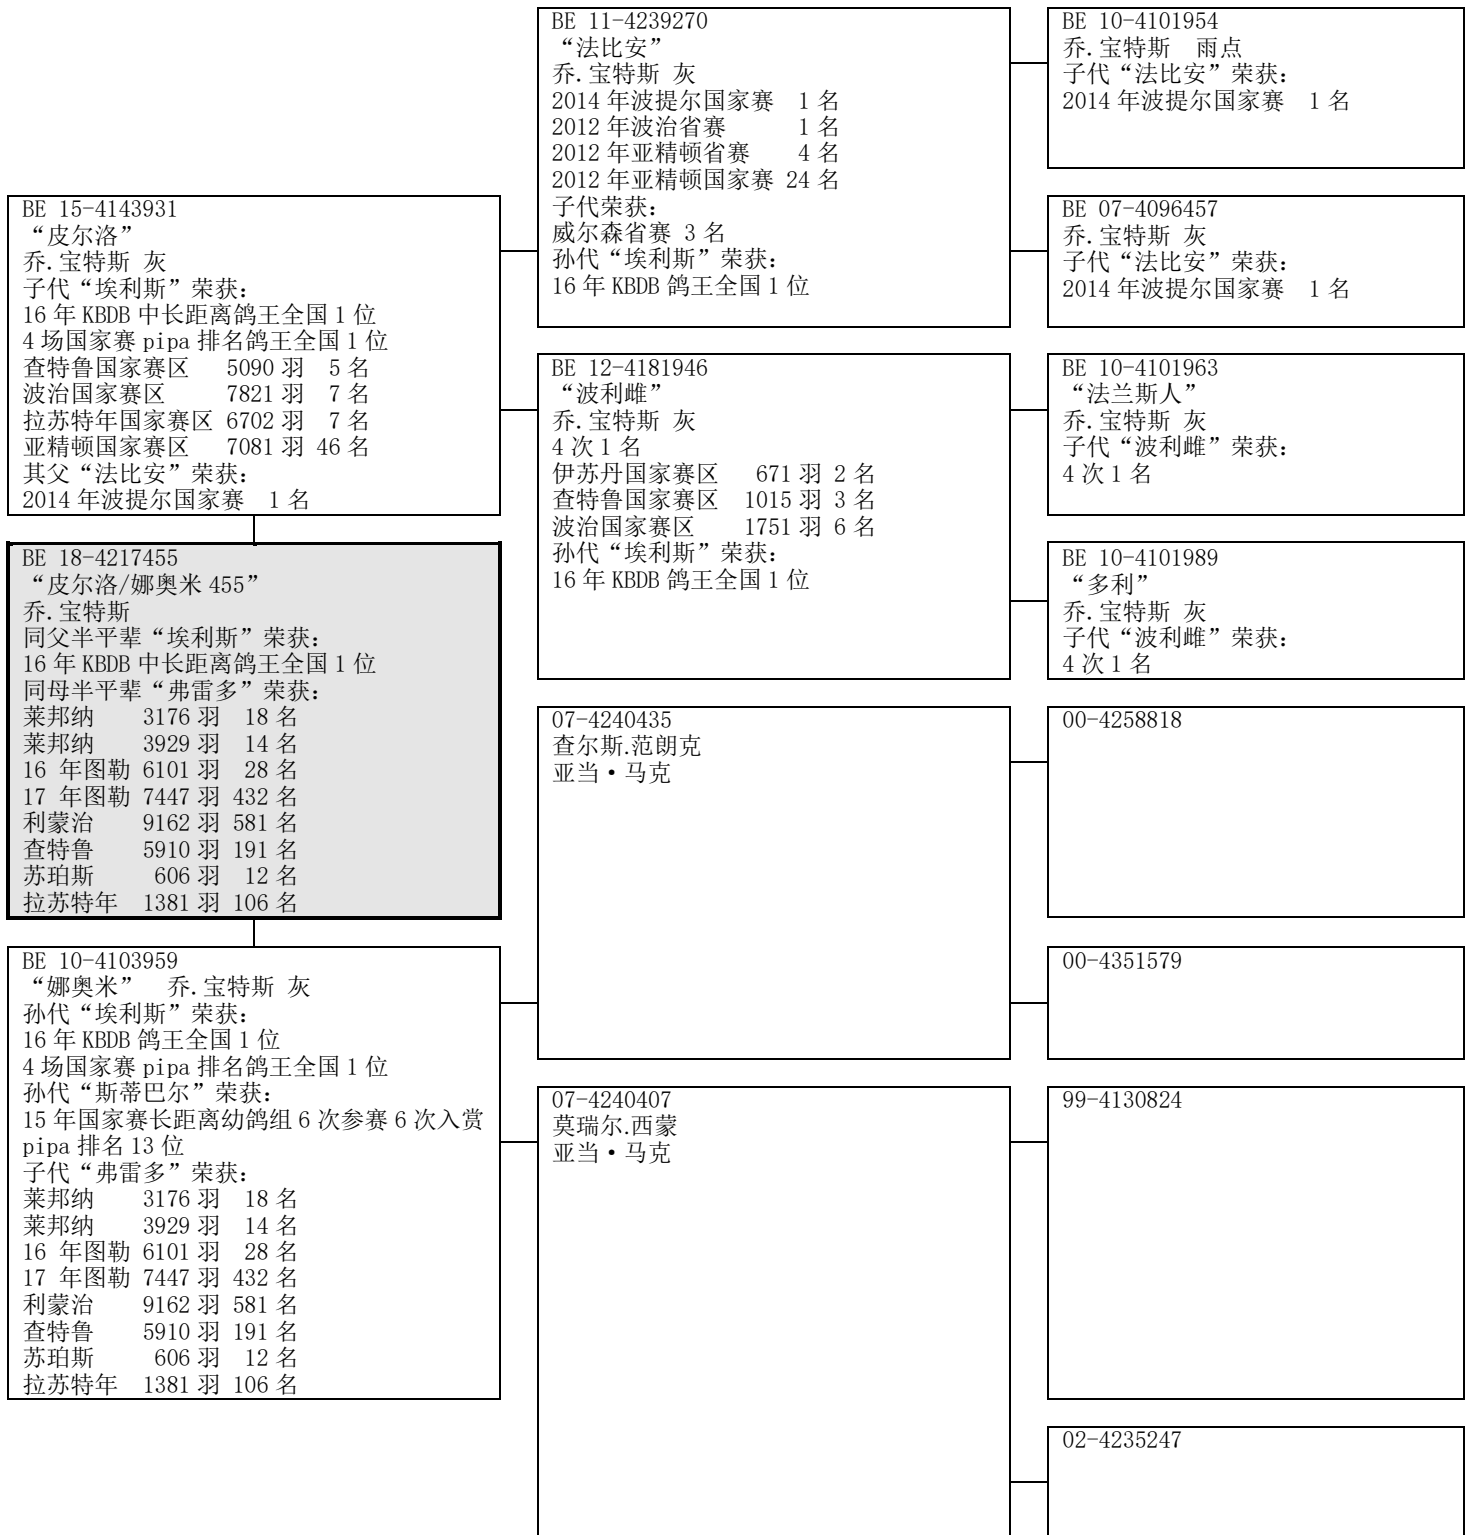 BE 15-4143931
“皮尔洛”
乔.宝特斯 灰
子代“埃利斯”荣获：
16 年 KBDB 中长距离鸽王全国 1 位
4 场国家赛 pipa 排名鸽王全国 1 位
查特鲁国家赛区 5090 羽 5 名
波治国家赛区 7821 羽 7 名
拉苏特年国家赛区 6702 羽 7 名
亚精顿国家赛区 7081 羽 46 名
其父“法比安”荣获：
2014 年波提尔国家赛 1 名
BE 18-4217455
“皮尔洛/娜奥米 455”
乔.宝特斯
同父半平辈“埃利斯”荣获：
16 年 KBDB 中长距离鸽王全国 1 位
同母半平辈“弗雷多”荣获：
莱邦纳 3176 羽 18 名
莱邦纳 3929 羽 14 名
16 年图勒 6101 羽 28 名
17 年图勒 7447 羽 432 名
利蒙治 9162 羽 581 名
查特鲁 5910 羽 191 名
苏珀斯 606 羽 12 名
拉苏特年 1381 羽 106 名
BE 10-4103959
“娜奥米” 乔.宝特斯 灰
孙代“埃利斯”荣获：
16 年 KBDB 鸽王全国 1 位
4 场国家赛 pipa 排名鸽王全国 1 位
孙代“斯蒂巴尔”荣获：
15 年国家赛长距离幼鸽组 6 次参赛 6 次入赏
pipa 排名 13 位
子代“弗雷多”荣获：
莱邦纳 3176 羽 18 名
莱邦纳 3929 羽 14 名
16 年图勒 6101 羽 28 名
17 年图勒 7447 羽 432 名
利蒙治 9162 羽 581 名
查特鲁 5910 羽 191 名
苏珀斯 606 羽 12 名
拉苏特年 1381 羽 106 名
BE 11-4239270
“法比安”
乔.宝特斯 灰
2014 年波提尔国家赛 1 名
2012 年波治省赛 1 名
2012 年亚精顿省赛 4 名
2012 年亚精顿国家赛 24 名
子代荣获：
威尔森省赛 3 名
孙代“埃利斯”荣获：
16 年 KBDB 鸽王全国 1 位
BE 12-4181946
“波利雌”
乔.宝特斯 灰
4 次 1 名
伊苏丹国家赛区 671 羽 2 名
查特鲁国家赛区 1015 羽 3 名
波治国家赛区 1751 羽 6 名
孙代“埃利斯”荣获：
16 年 KBDB 鸽王全国 1 位
07-4240435
查尔斯.范朗克
亚当•马克
07-4240407
莫瑞尔.西蒙
亚当•马克
BE 10-4101954
乔.宝特斯 雨点
子代“法比安”荣获：
2014 年波提尔国家赛 1 名
BE 07-4096457
乔.宝特斯 灰
子代“法比安”荣获：
2014 年波提尔国家赛 1 名
BE 10-4101963
“法兰斯人”
乔.宝特斯 灰
子代“波利雌”荣获：
4 次 1 名
BE 10-4101989
“多利”
乔.宝特斯 灰
子代“波利雌”荣获：
4 次 1 名
00-4258818
00-4351579
99-4130824
02-4235247